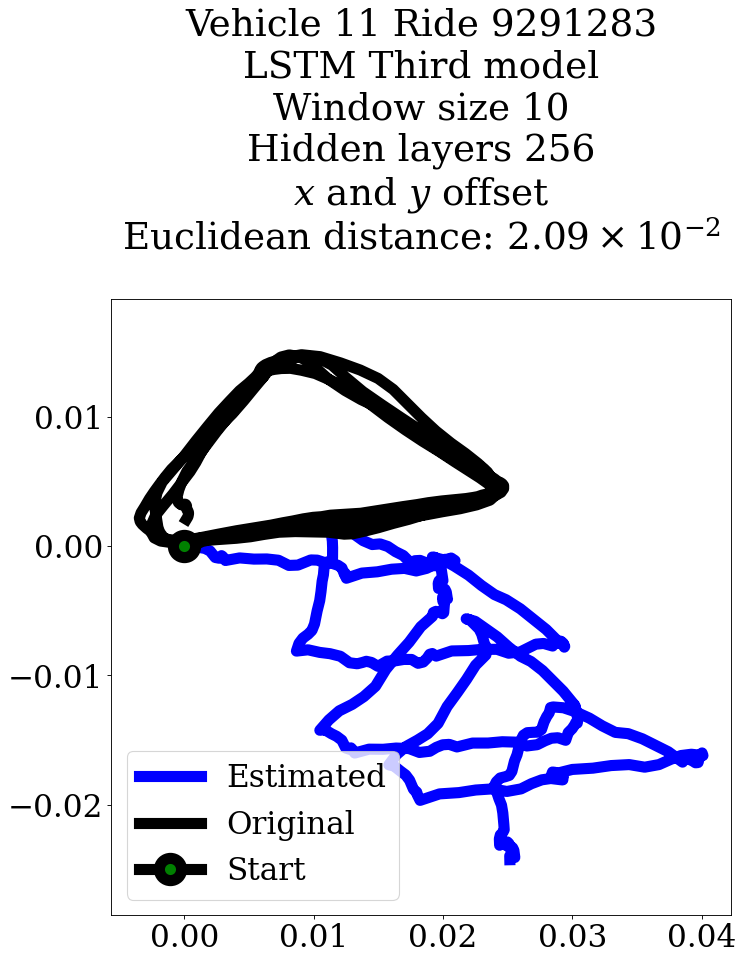 Vehicle 11 Ride 9291283
LSTM Third model
Window size 10
Hidden layers 256
x and y offset
Euclidean distance: 2.09 × 10⁻²
0.01
0.00
−0.01
−0.02
Estimated
Original
Start
0.00 0.01 0.02 0.03 0.04